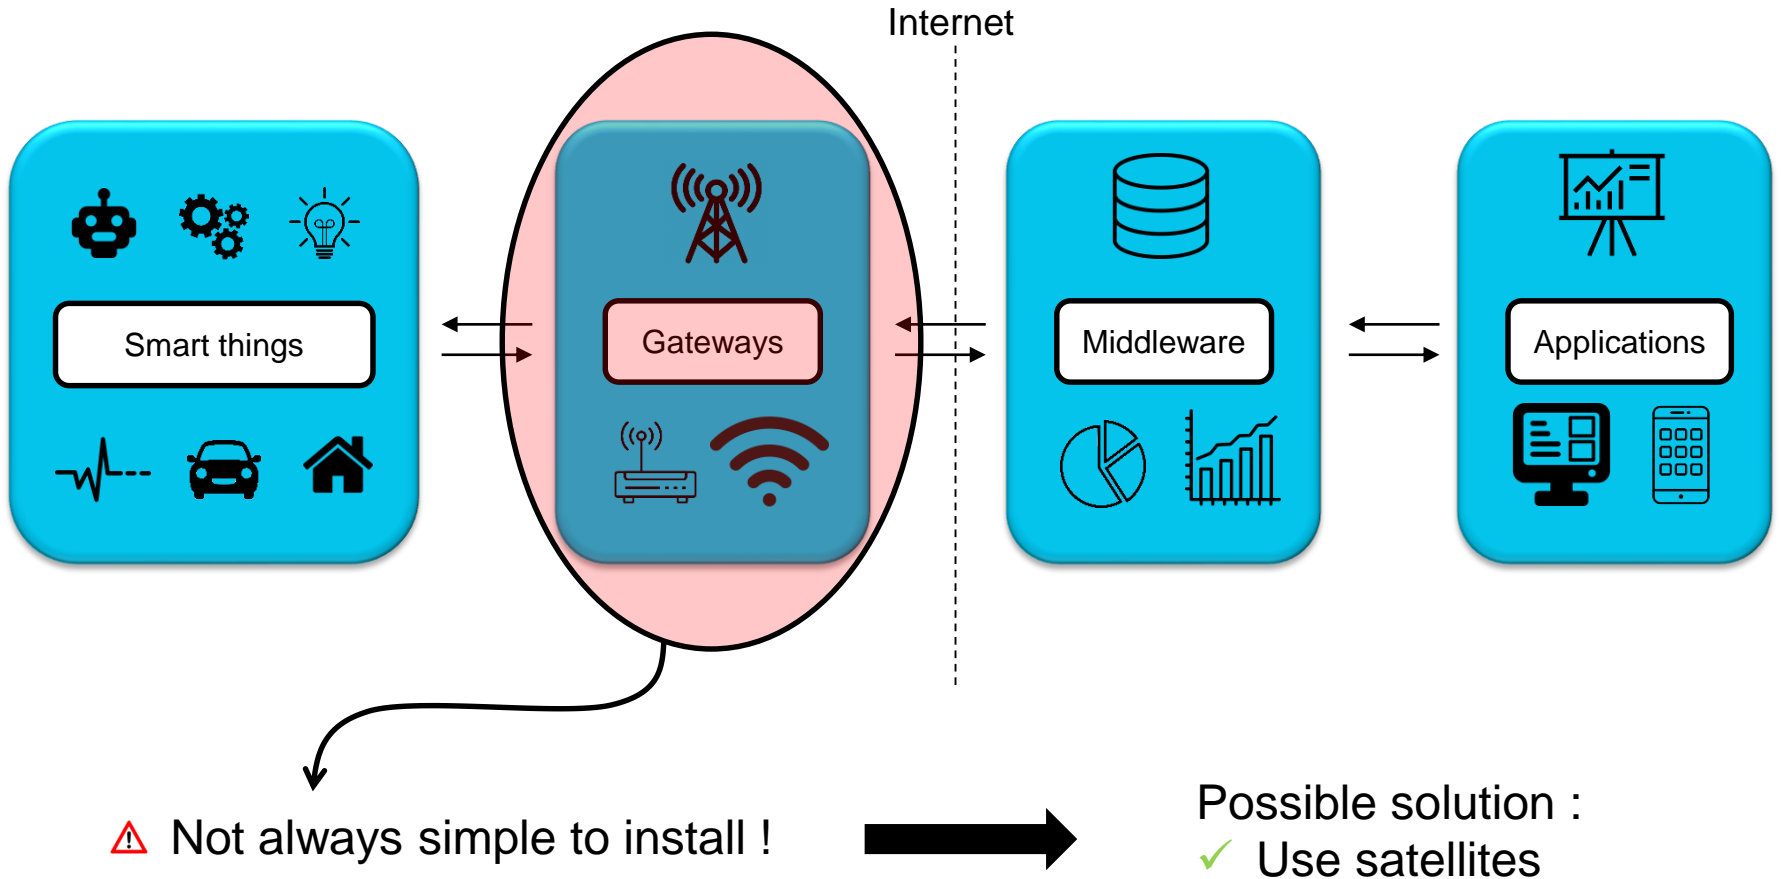 Internet
Smart things
Gateways
Middleware
Applications
Not always simple to install !
Possible solution :
Use satellites